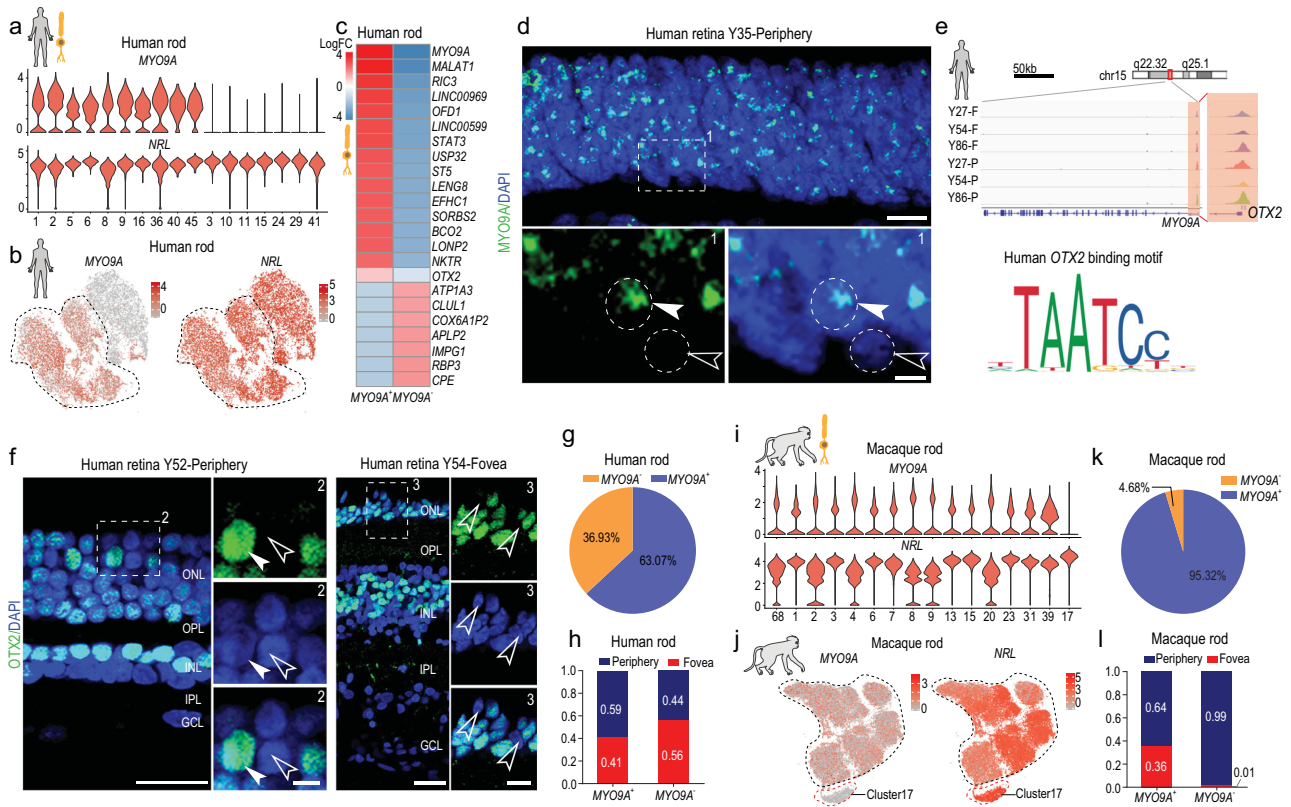 a
Human rod
MYO9A
4
0
NRL
5
0
1 2 5 6 8 9 16 36 40 45 3 10 11 15 24 29 41
b
Human rod
MYO9A
4
2
0
NRL
5
3
1
0
c
Human rod
LogFC
4
-4
MYO9A
MALAT1
RIC3
LINC00969
OFD1
LINC00599
STAT3
USP32
ST5
LENG8
EFHC1
SORBS2
BCO2
LONP2
NKTR
OTX2
ATP1A3
CLUL1
COX6A1P2
APLP2
IMPG1
RBP3
CPE
MYO9A+ MYO9A-
d
Human retina Y35-Periphery
MYO9A/DAPI
1
1
1
e
50kb
q22.32 q25.1
chr15
Y27-F
Y54-F
Y86-F
Y27-P
Y54-P
Y86-P
MYO9A
OTX2
Human OTX2 binding motif
TAATCC
f
Human retina Y52-Periphery
OTX2/DAPI
2
ONL
OPL
INL
IPL
GCL
2
2
2
Human retina Y54-Fovea
3
ONL
OPL
INL
IPL
GCL
3
3
3
g
Human rod
MYO9A-
MYO9A+
36.93%
63.07%
h
Human rod
Periphery Fovea
1.0
0.8
0.6
0.4
0.2
0.0
0.59
0.41
0.44
0.56
MYO9A+ MYO9A-
i
Macaque rod
MYO9A
4
2
0
NRL
4
2
0
68 1 2 3 4 6 7 8 9 13 15 20 23 31 39 17
j
Macaque rod
MYO9A
3
0
Cluster17
NRL
5
3
1
0
Cluster17
k
Macaque rod
MYO9A-
MYO9A+
4.68%
95.32%
l
Macaque rod
Periphery Fovea
1.0
0.8
0.6
0.4
0.2
0.0
0.64
0.36
0.99
0.01
MYO9A+ MYO9A-